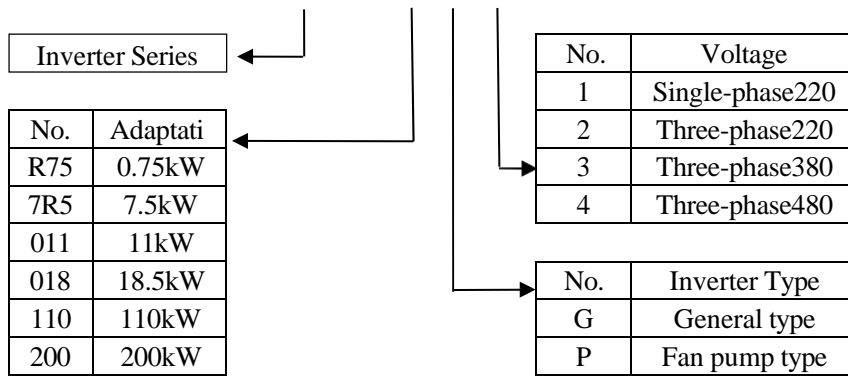 Inverter Series
No. Adaptati
R75 0.75kW
7R5 7.5kW
011 11kW
018 18.5kW
110 110kW
200 200kW
No. Voltage
1 Single-phase220
2 Three-phase220
3 Three-phase380
4 Three-phase480
No. Inverter Type
G General type
P Fan pump type